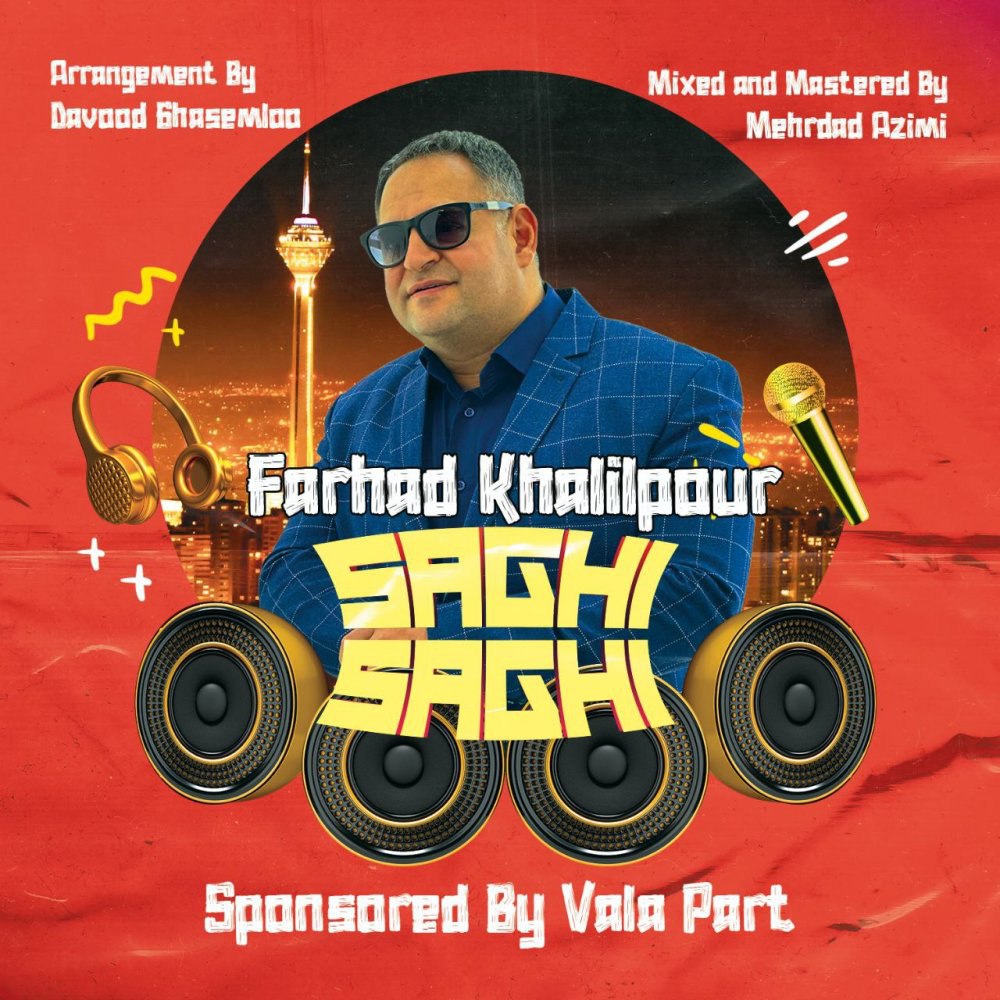 Arrangement By
Davood Ghasemloo
Mixed and Mastered By
Mehrdad Azimi
Farhad Khalilpour
SAGHI
SAGHI
Sponsored By Vala Part